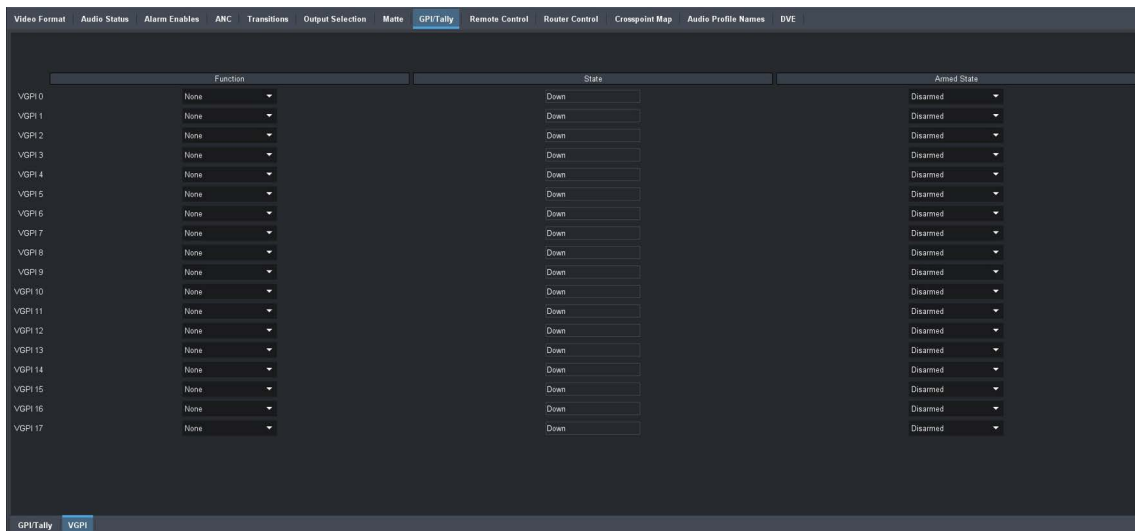 Video Format Audio Status Alarm Enables ANC Transitions Output Selection Matte GPI/Tally Remote Control Router Control Crosspoint Map Audio Profile Names DVE
Function State Armed State
VGPI 0 None Down Disarmed
VGPI 1 None Down Disarmed
VGPI 2 None Down Disarmed
VGPI 3 None Down Disarmed
VGPI 4 None Down Disarmed
VGPI 5 None Down Disarmed
VGPI 6 None Down Disarmed
VGPI 7 None Down Disarmed
VGPI 8 None Down Disarmed
VGPI 9 None Down Disarmed
VGPI 10 None Down Disarmed
VGPI 11 None Down Disarmed
VGPI 12 None Down Disarmed
VGPI 13 None Down Disarmed
VGPI 14 None Down Disarmed
VGPI 15 None Down Disarmed
VGPI 16 None Down Disarmed
VGPI 17 None Down Disarmed
GPI/Tally VGPI